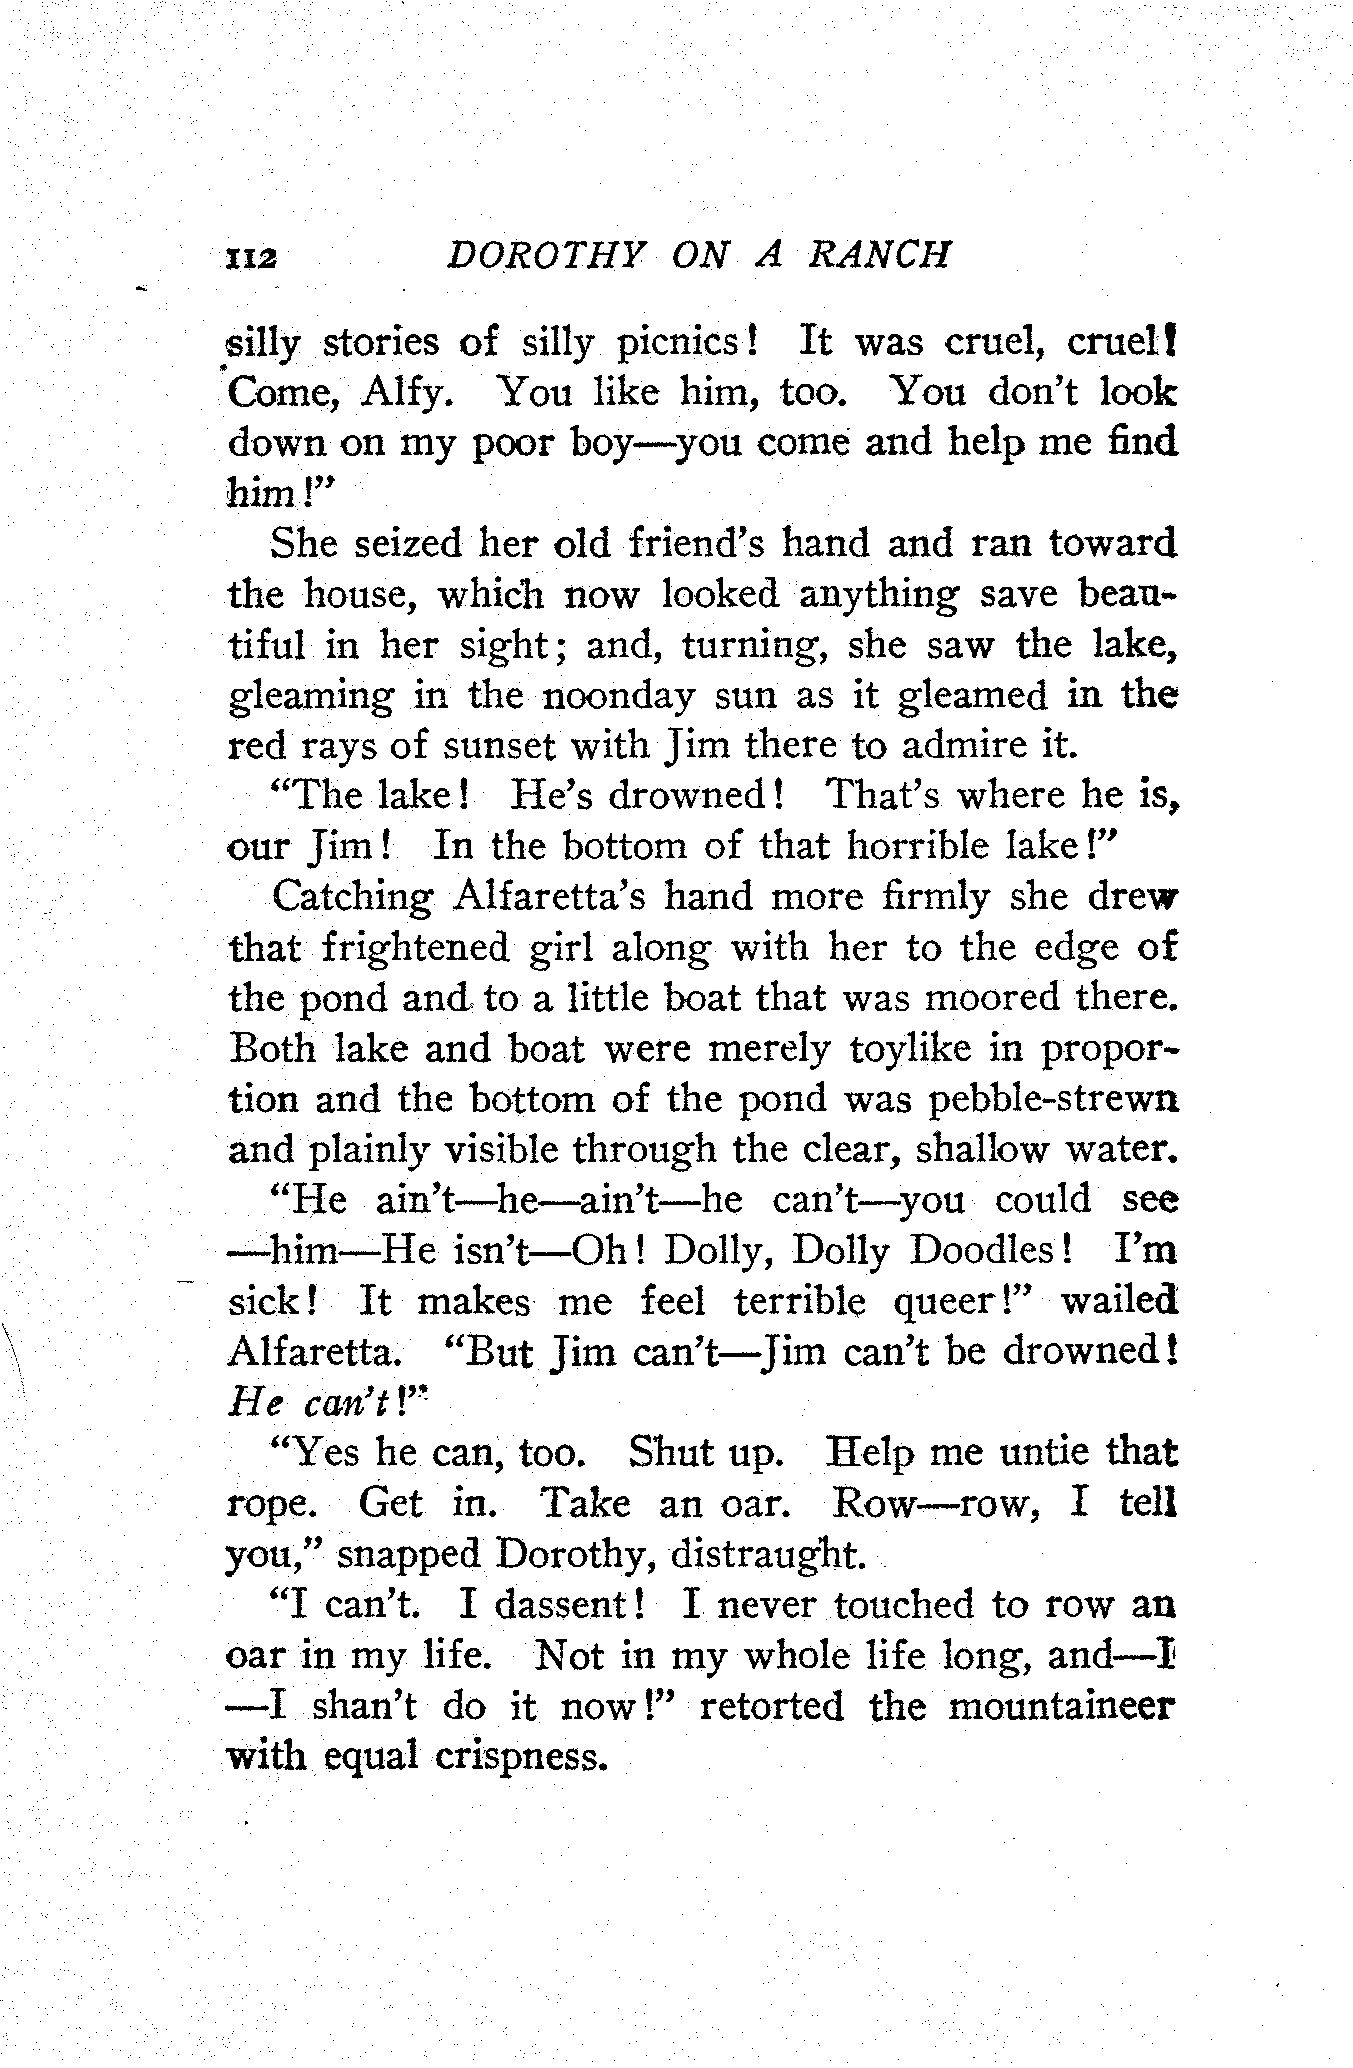 112 DOROTHY ON A RANCH
silly stories of silly picnics! It was cruel, cruel!
Come, Alfy. You like him, too. You don't look
down on my poor boy—you come and help me find
him!"
She seized her old friend's hand and ran toward
the house, which now looked anything save beau-
tiful in her sight; and, turning, she saw the lake,
gleaming in the noonday sun as it gleamed in the
red rays of sunset with Jim there to admire it.
"The lake! He's drowned! That's where he is,
our Jim! In the bottom of that horrible lake!"
Catching Alfaretta's hand more firmly she drew
that frightened girl along with her to the edge of
the pond and to a little boat that was moored there.
Both lake and boat were merely toylike in propor-
tion and the bottom of the pond was pebble-strewn
and plainly visible through the clear, shallow water.
"He ain't—he—ain't—he can't—you could see
—him—He isn't—Oh! Dolly, Dolly Doodles! I'm
sick! It makes me feel terrible queer!" wailed
Alfaretta. "But Jim can't—Jim can't be drowned!
He can't!"
"Yes he can, too. Shut up. Help me untie that
rope. Get in. Take an oar. Row—row, I tell
you," snapped Dorothy, distraught.
"I can't. I dassent! I never touched to row an
oar in my life. Not in my whole life long, and—I
—I shan't do it now!" retorted the mountaineer
with equal crispness.